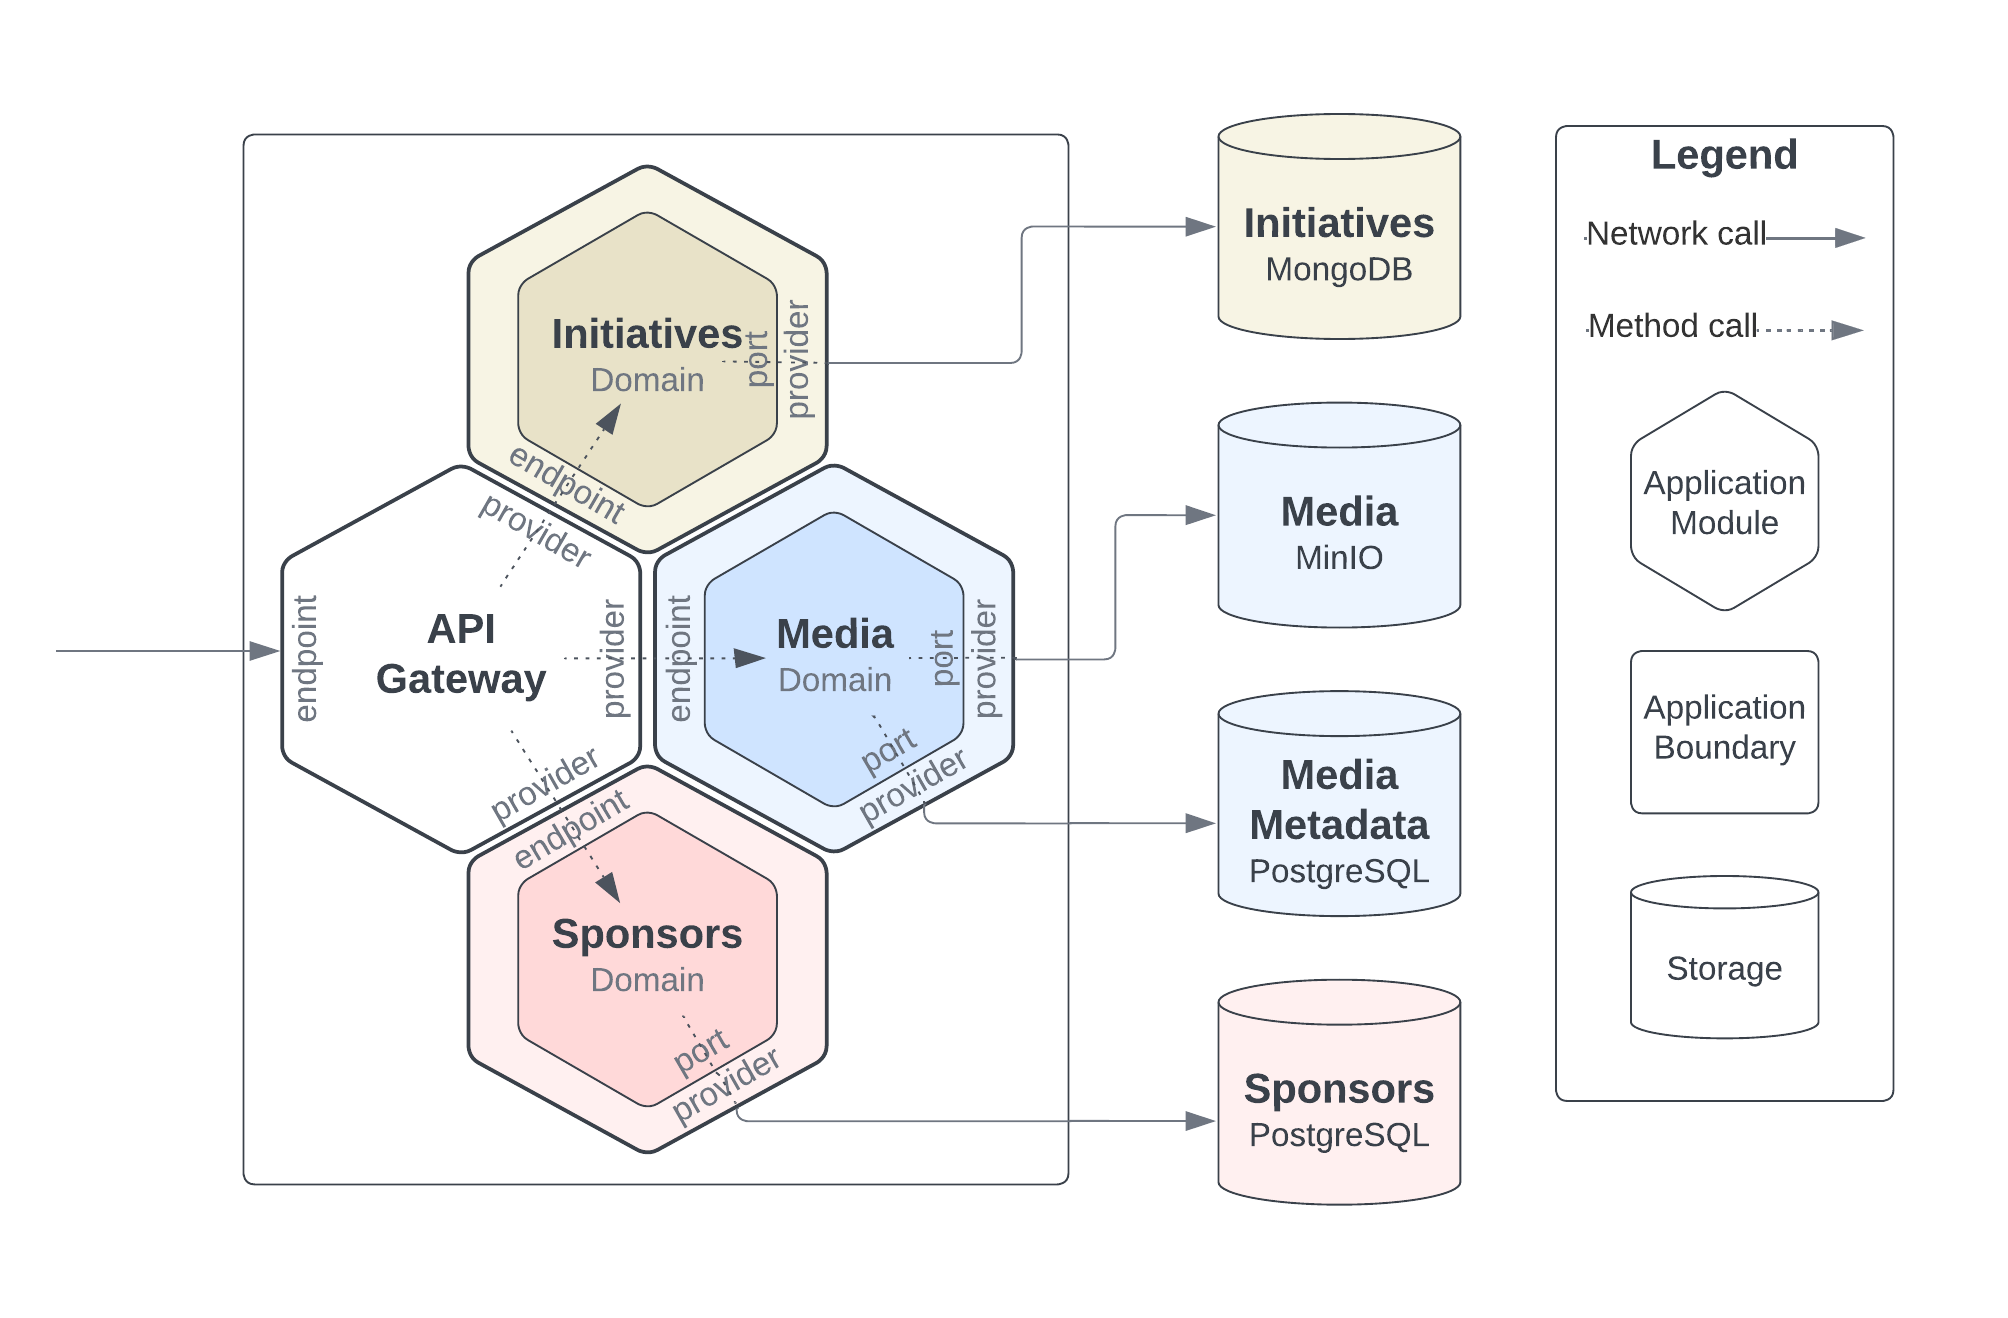 Initiatives
Domain
port
provider
endpoint
provider
API
Gateway
endpoint
provider
provider
endpoint
Media
Domain
port
provider
port
provider
endpoint
Sponsors
Domain
port
provider
Initiatives
MongoDB
Media
MinIO
Media
Metadata
PostgreSQL
Sponsors
PostgreSQL
Legend
Network call
Method call
Application
Module
Application
Boundary
Storage